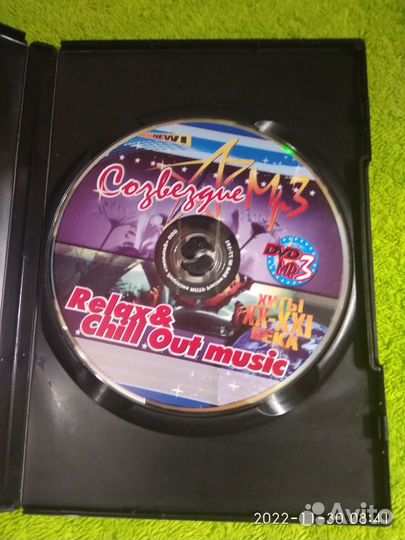 Созвездие Mp3
DVD
MP3
ХИТЫ
XX-XXI
ВЕКА
Relax &
Chill Out music
2022-11-30 08:41
Avito